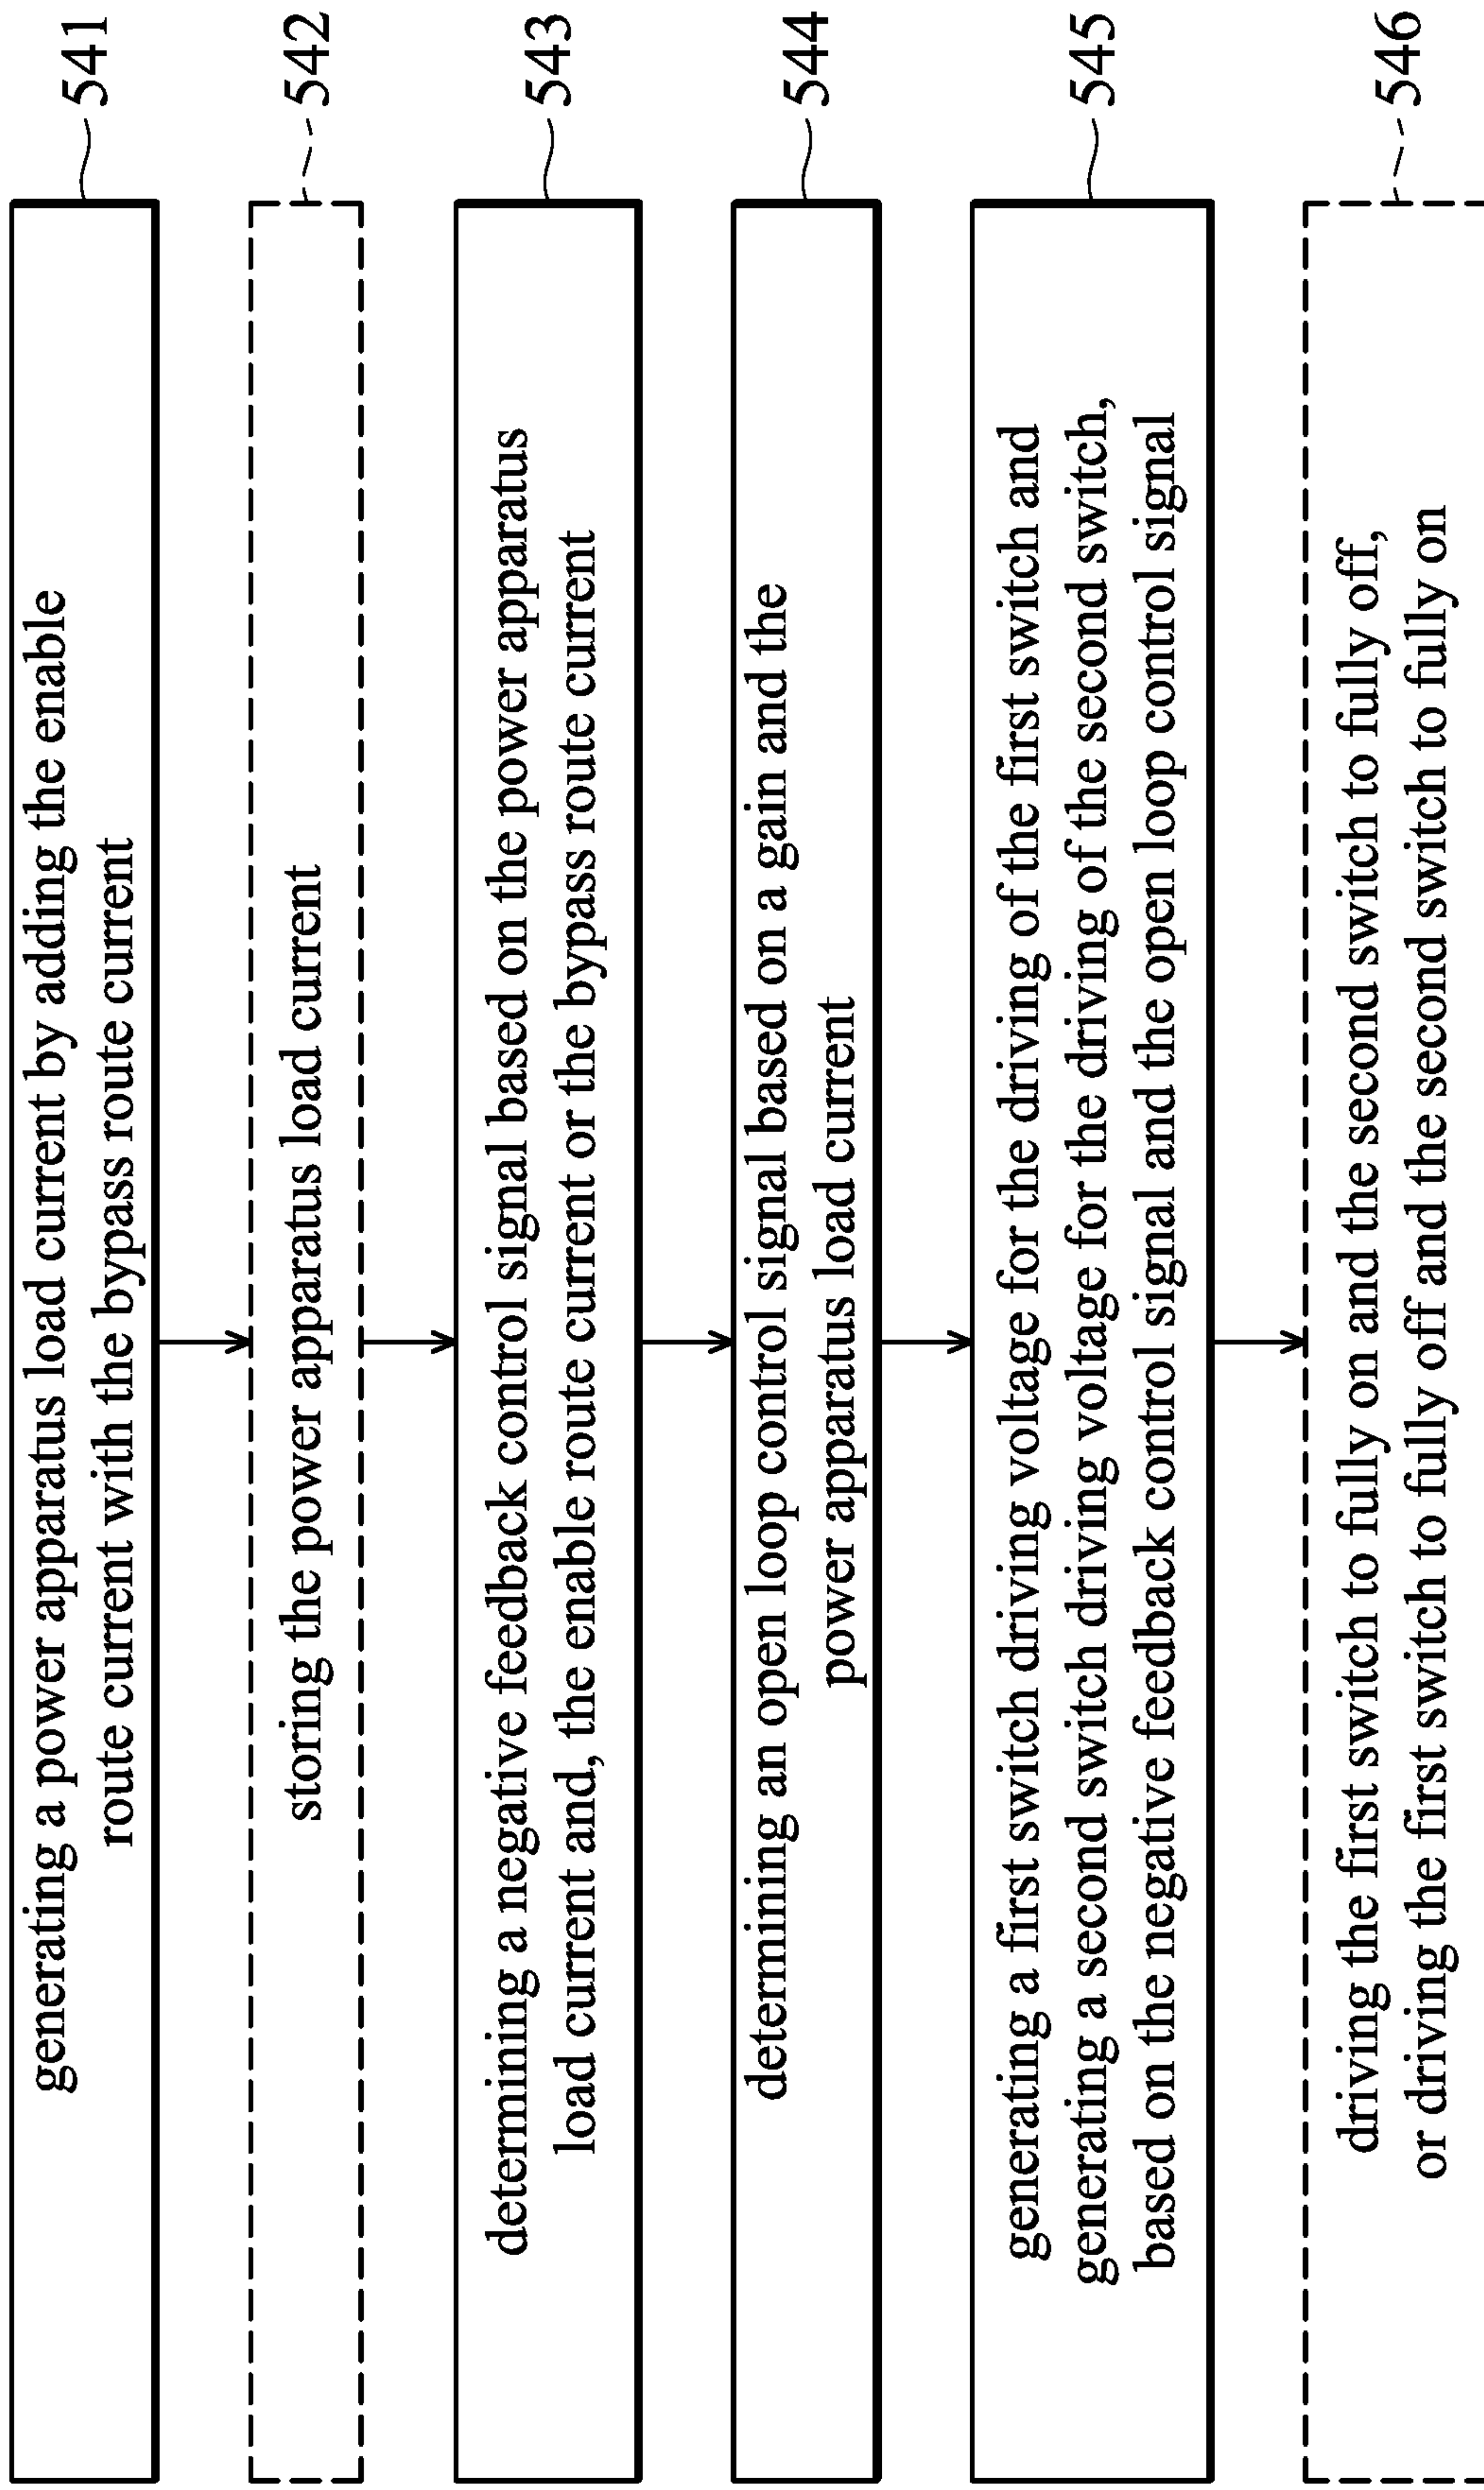 generating a power apparatus load current by adding the enable
route current with the bypass route current
541
storing the power apparatus load current
542
determining a negative feedback control signal based on the power apparatus
load current and, the enable route current or the bypass route current
543
determining an open loop control signal based on a gain and the
power apparatus load current
544
generating a first switch driving voltage for the driving of the first switch and
generating a second switch driving voltage for the driving of the second switch,
based on the negative feedback control signal and the open loop control signal
545
driving the first switch to fully on and the second switch to fully off,
or driving the first switch to fully off and the second switch to fully on
546